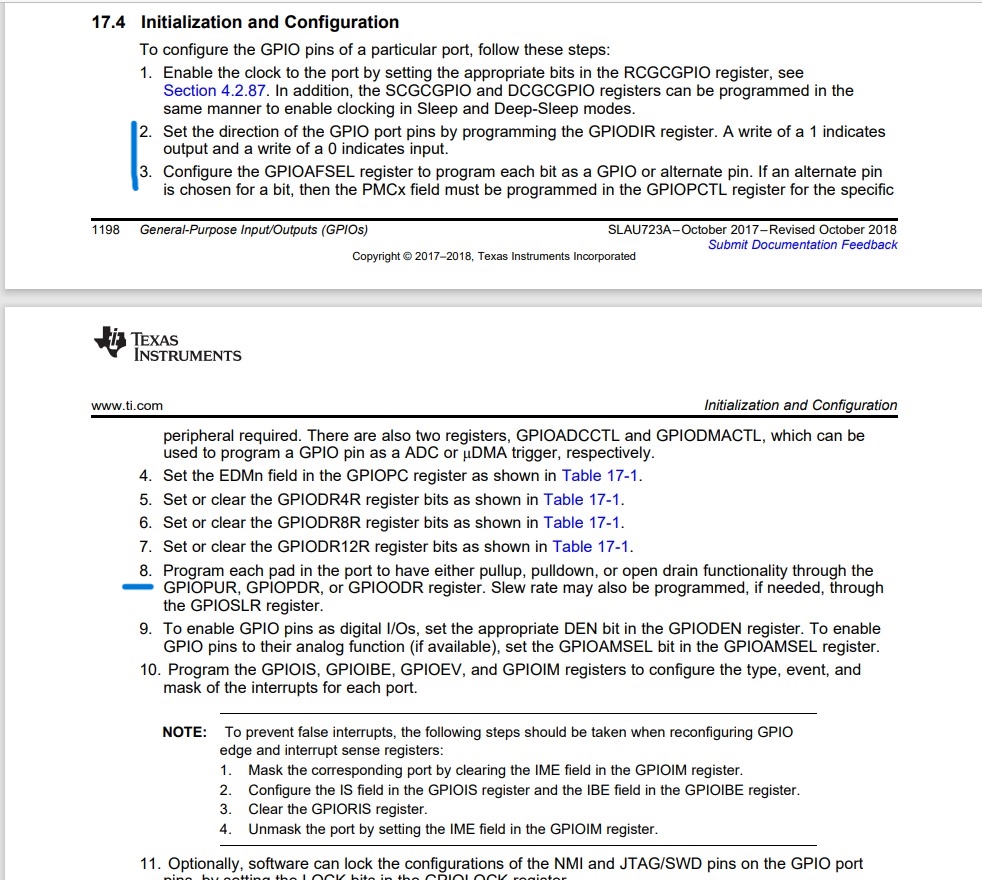 17.4 Initialization and Configuration
To configure the GPIO pins of a particular port, follow these steps:
1. Enable the clock to the port by setting the appropriate bits in the RCGCGPIO register, see
Section 4.2.87. In addition, the SCGCGPIO and DCGCGPIO registers can be programmed in the
same manner to enable clocking in Sleep and Deep-Sleep modes.
2. Set the direction of the GPIO port pins by programming the GPIODIR register. A write of a 1 indicates
output and a write of a 0 indicates input.
3. Configure the GPIOAFSEL register to program each bit as a GPIO or alternate pin. If an alternate pin
is chosen for a bit, then the PMCx field must be programmed in the GPIOPCTL register for the specific
1198 General-Purpose Input/Outputs (GPIOs) SLAU723A–October 2017–Revised October 2018
Submit Documentation Feedback
Copyright © 2017–2018, Texas Instruments Incorporated
TEXAS
INSTRUMENTS
www.ti.com Initialization and Configuration
peripheral required. There are also two registers, GPIOADCCTL and GPIODMACTL, which can be
used to program a GPIO pin as a ADC or μDMA trigger, respectively.
4. Set the EDMn field in the GPIOPC register as shown in Table 17-1.
5. Set or clear the GPIODR4R register bits as shown in Table 17-1.
6. Set or clear the GPIODR8R register bits as shown in Table 17-1.
7. Set or clear the GPIODR12R register bits as shown in Table 17-1.
8. Program each pad in the port to have either pullup, pulldown, or open drain functionality through the
GPIOPUR, GPIOPDR, or GPIOODR register. Slew rate may also be programmed, if needed, through
the GPIOSLR register.
9. To enable GPIO pins as digital I/Os, set the appropriate DEN bit in the GPIODEN register. To enable
GPIO pins to their analog function (if available), set the GPIOAMSEL bit in the GPIOAMSEL register.
10. Program the GPIOIS, GPIOIBE, GPIOEV, and GPIOIM registers to configure the type, event, and
mask of the interrupts for each port.
NOTE: To prevent false interrupts, the following steps should be taken when reconfiguring GPIO
edge and interrupt sense registers:
1. Mask the corresponding port by clearing the IME field in the GPIOIM register.
2. Configure the IS field in the GPIOIS register and the IBE field in the GPIOIBE register.
3. Clear the GPIORIS register.
4. Unmask the port by setting the IME field in the GPIOIM register.
11. Optionally, software can lock the configurations of the NMI and JTAG/SWD pins on the GPIO port
pins, by setting the LOCK bits in the GPIOLOCK register.